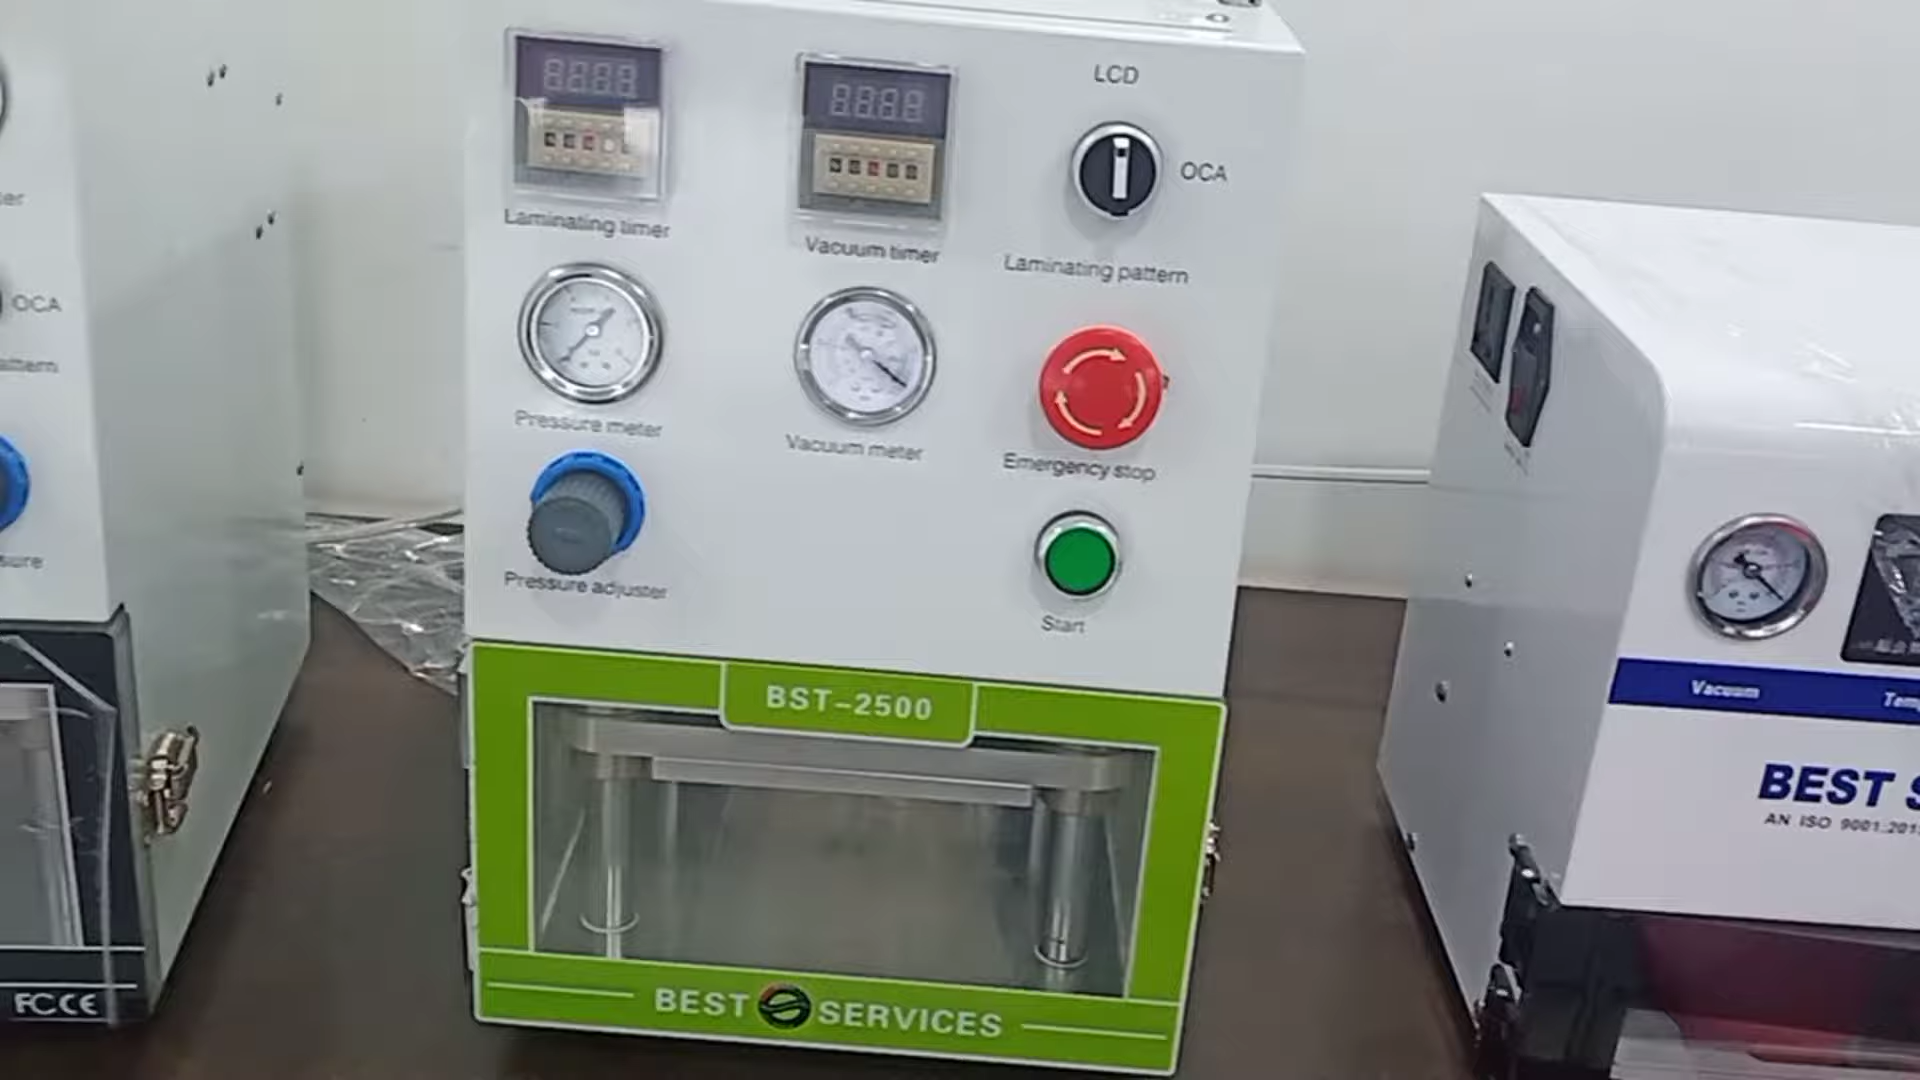 LCD
OCA
Laminating timer
Vacuum timer
Laminating pattern
OCA
Pressure meter
Vacuum meter
Emergency stop
Pressure adjuster
Start
BST-2500
BEST SERVICES
FC CE
Vacuum
BEST S
AN ISO 9001:201